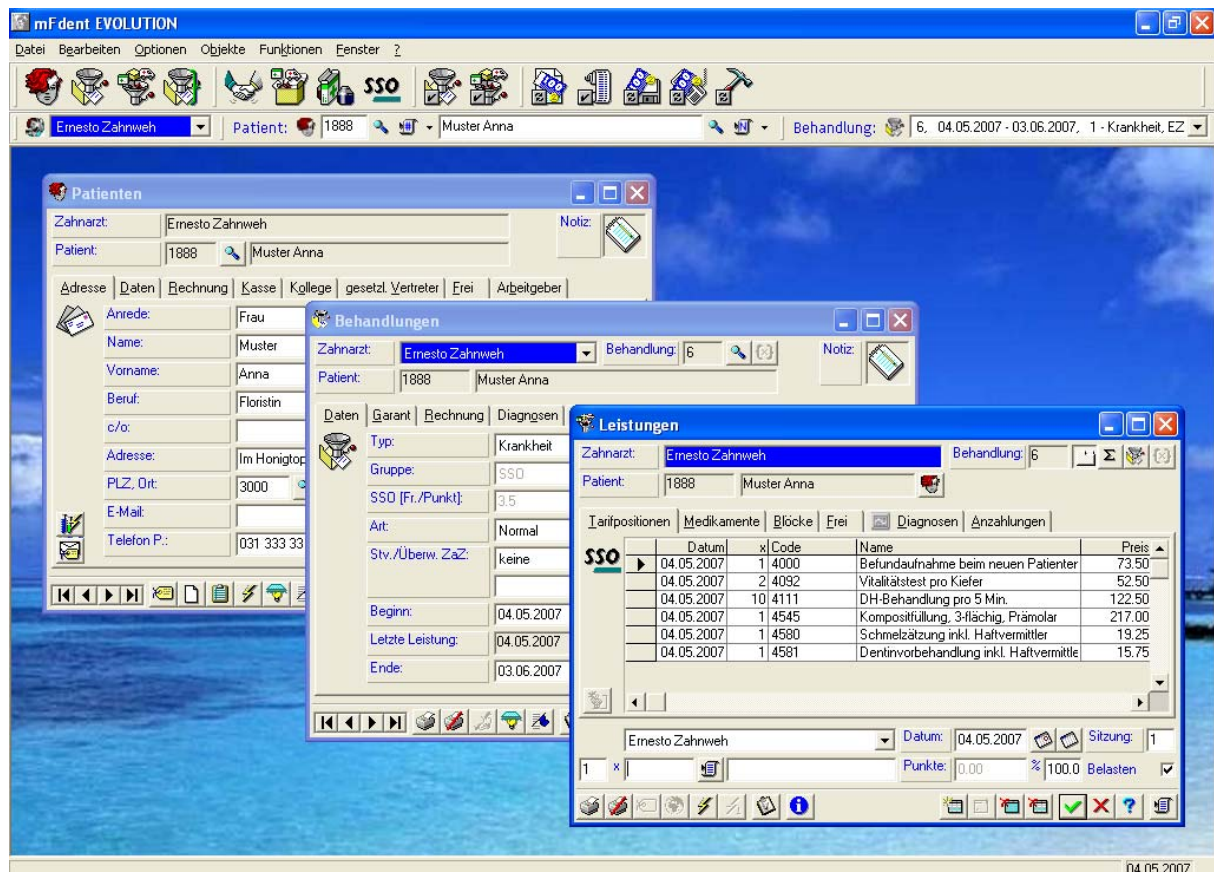 mFdent EVOLUTION
Datei Bearbeiten Optionen Objekte Funktionen Fenster ?
sso
Ernesto Zahnweh Patient: 1888 Muster Anna Behandlung: 6, 04.05.2007 - 03.06.2007, 1 - Krankheit, EZ
Patienten
Zahnarzt: Ernesto Zahnweh Notiz:
Patient: 1888 Muster Anna
Adresse Daten Rechnung Kasse Kollege gesetzl. Vertreter Frei Arbeitgeber
Anrede: Frau
Name: Muster
Vorname: Anna
Beruf: Floristin
c/o:
Adresse: Im Honigtop
PLZ, Ort: 3000
E-Mail:
Telefon P.: 031 333 33
Behandlungen
Zahnarzt: Ernesto Zahnweh Behandlung: 6 Notiz:
Patient: 1888 Muster Anna
Daten Garant Rechnung Diagnosen
Typ: Krankheit
Gruppe: SSO
SSO [Fr./Punkt]: 3.5
Art: Normal
Stv./Überw. ZaZ: keine
Beginn: 04.05.2007
Letzte Leistung: 04.05.2007
Ende: 03.06.2007
Leistungen
Zahnarzt: Ernesto Zahnweh Behandlung: 6 Σ
Patient: 1888 Muster Anna
Tarifpositionen Medikamente Blöcke Frei Diagnosen Anzahlungen
sso
Datum x Code Name Preis
04.05.2007 1 4000 Befundaufnahme beim neuen Patienter 73.50
04.05.2007 2 4092 Vitalitätstest pro Kiefer 52.50
04.05.2007 10 4111 DH-Behandlung pro 5 Min. 122.50
04.05.2007 1 4545 Kompositfüllung, 3-flächig, Prämolar 217.00
04.05.2007 1 4580 Schmelzätzung inkl. Haftvermittler 19.25
04.05.2007 1 4581 Dentinvorbehandlung inkl. Haftvermittle 15.75
Ernesto Zahnweh Datum: 04.05.2007 Sitzung: 1
1 x Punkte: 0.00 % 100.0 Belasten
04.05.2007